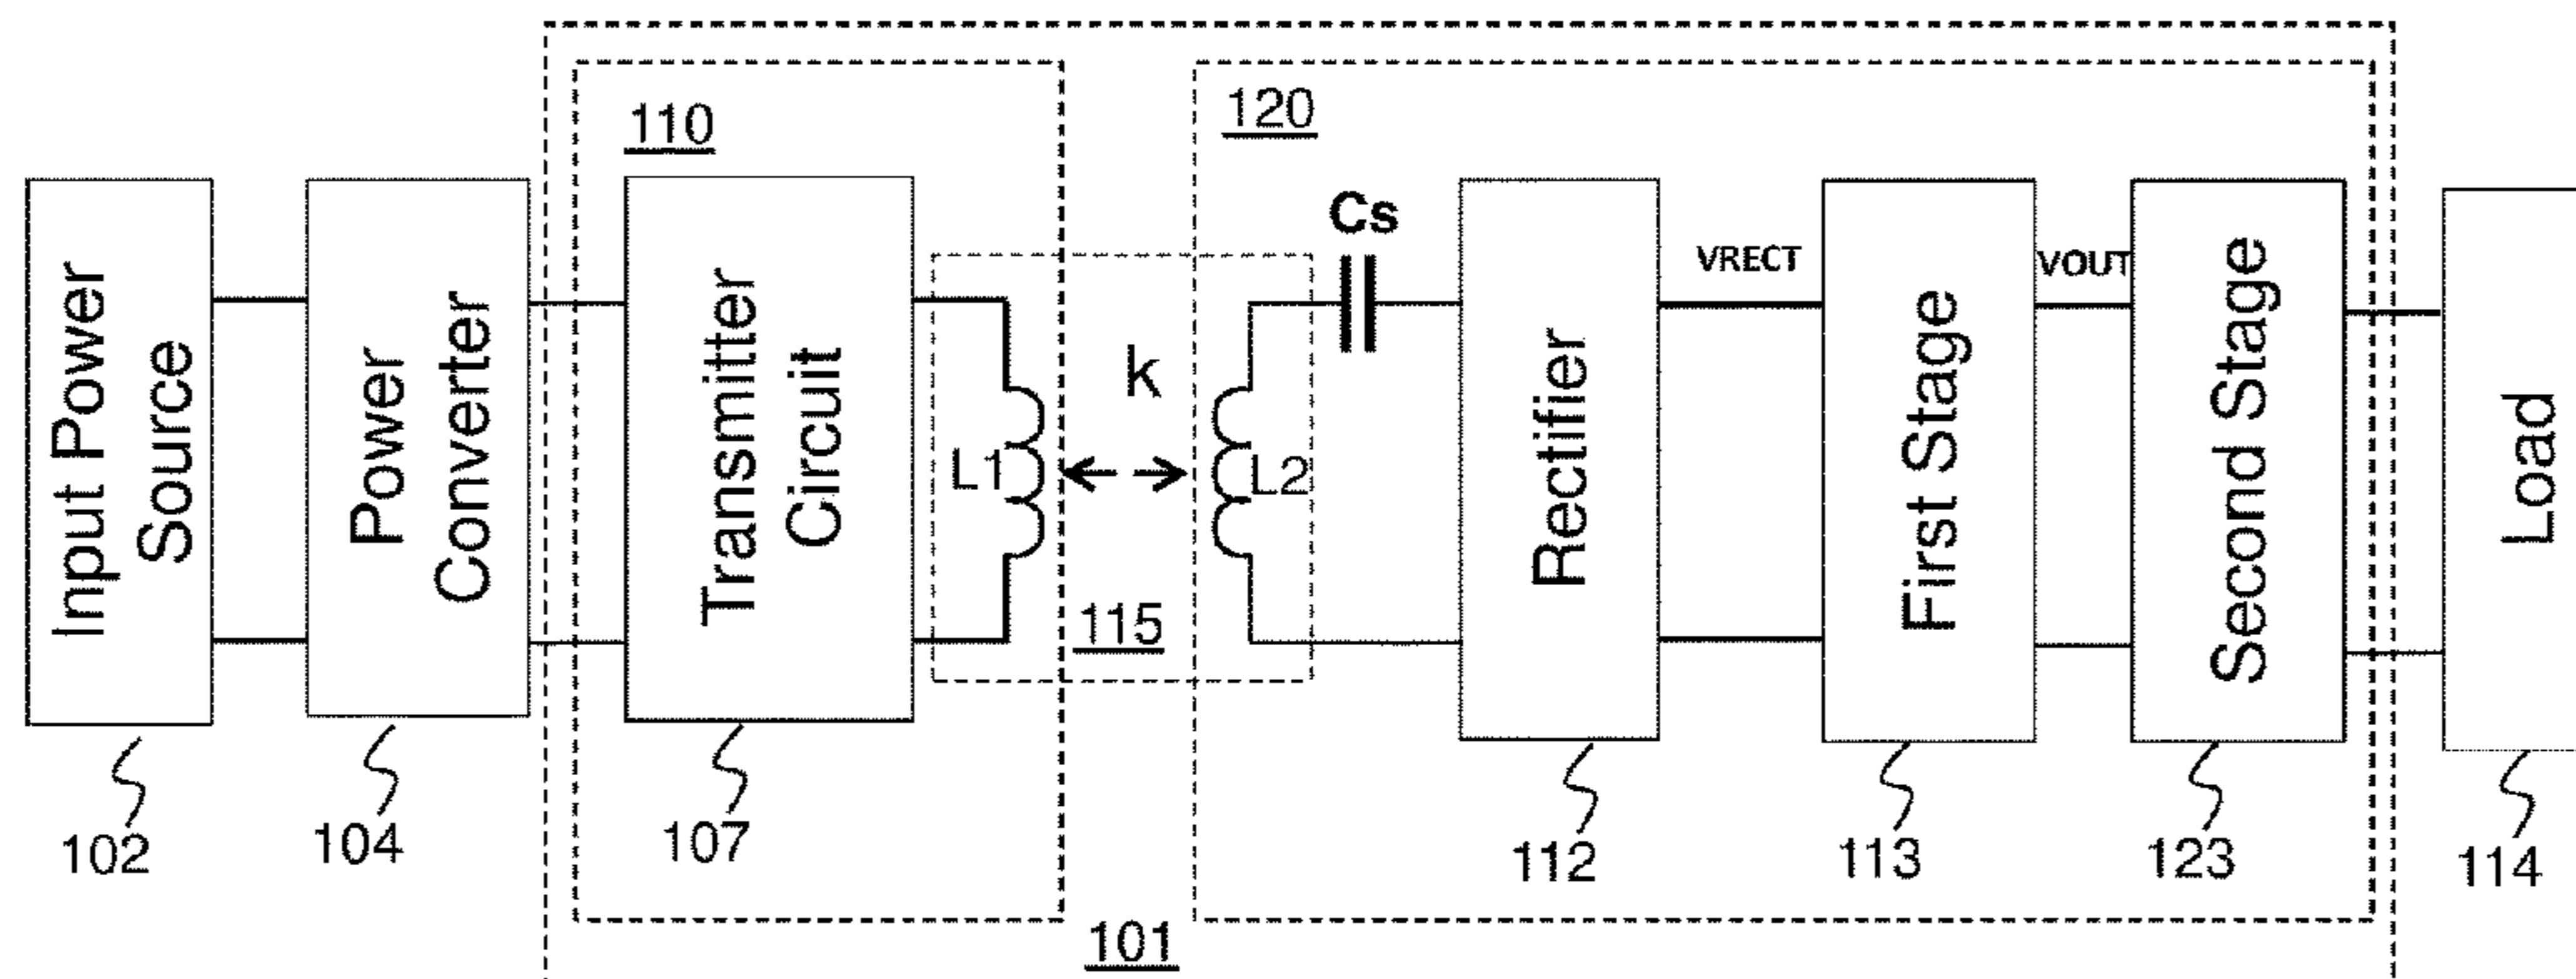 110
120
Cs
Input Power
Source
Power
Converter
Transmitter
Circuit
L1
k
L2
115
Rectifier
VRECT
First Stage
VOUT
Second Stage
Load
102
104
107
112
113
123
114
101